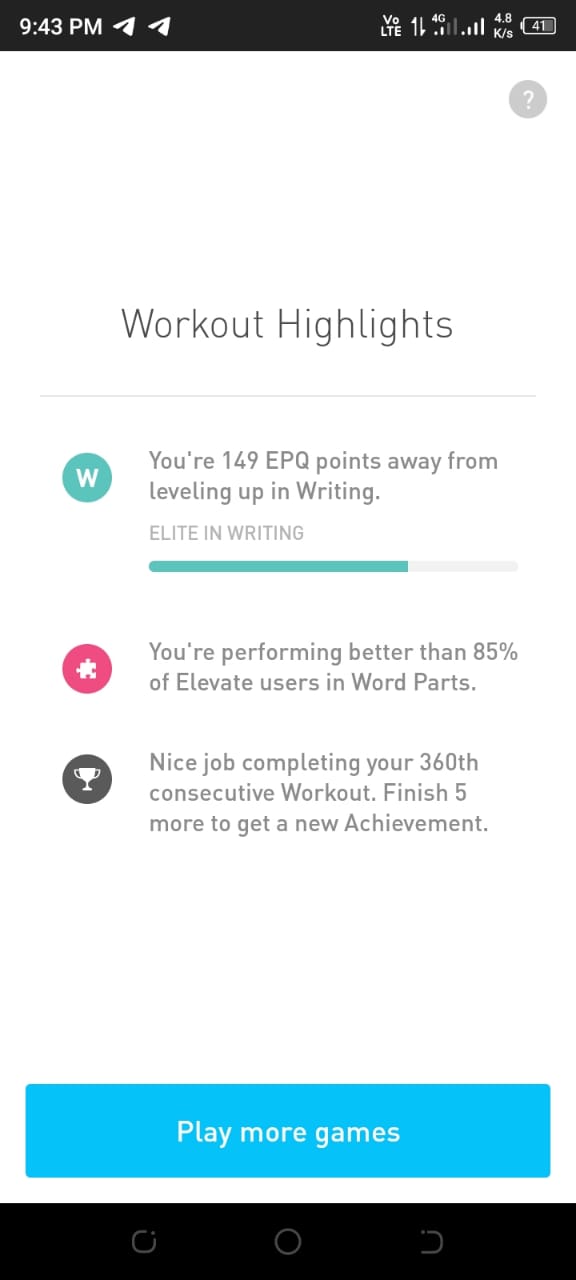 9:43 PM Vo LTE 4G 4.8 K/s 41
?
Workout Highlights
W
You're 149 EPQ points away from
leveling up in Writing.
ELITE IN WRITING
You're performing better than 85%
of Elevate users in Word Parts.
Nice job completing your 360th
consecutive Workout. Finish 5
more to get a new Achievement.
Play more games